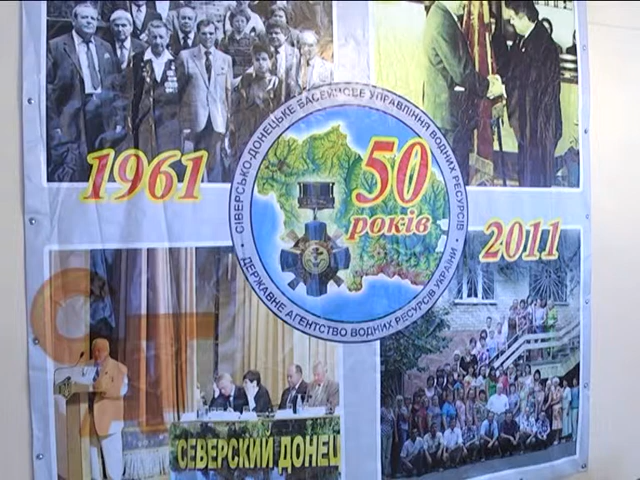 СІВЕРСЬКО-ДОНЕЦЬКЕ БАСЕЙНОВЕ УПРАВЛІННЯ ВОДНИХ РЕСУРСІВ
1961
50
років
2011
ДЕРЖАВНЕ АГЕНТСТВО ВОДНИХ РЕСУРСІВ УКРАЇНИ
СЕВЕРСКИЙ ДОНЕЦ